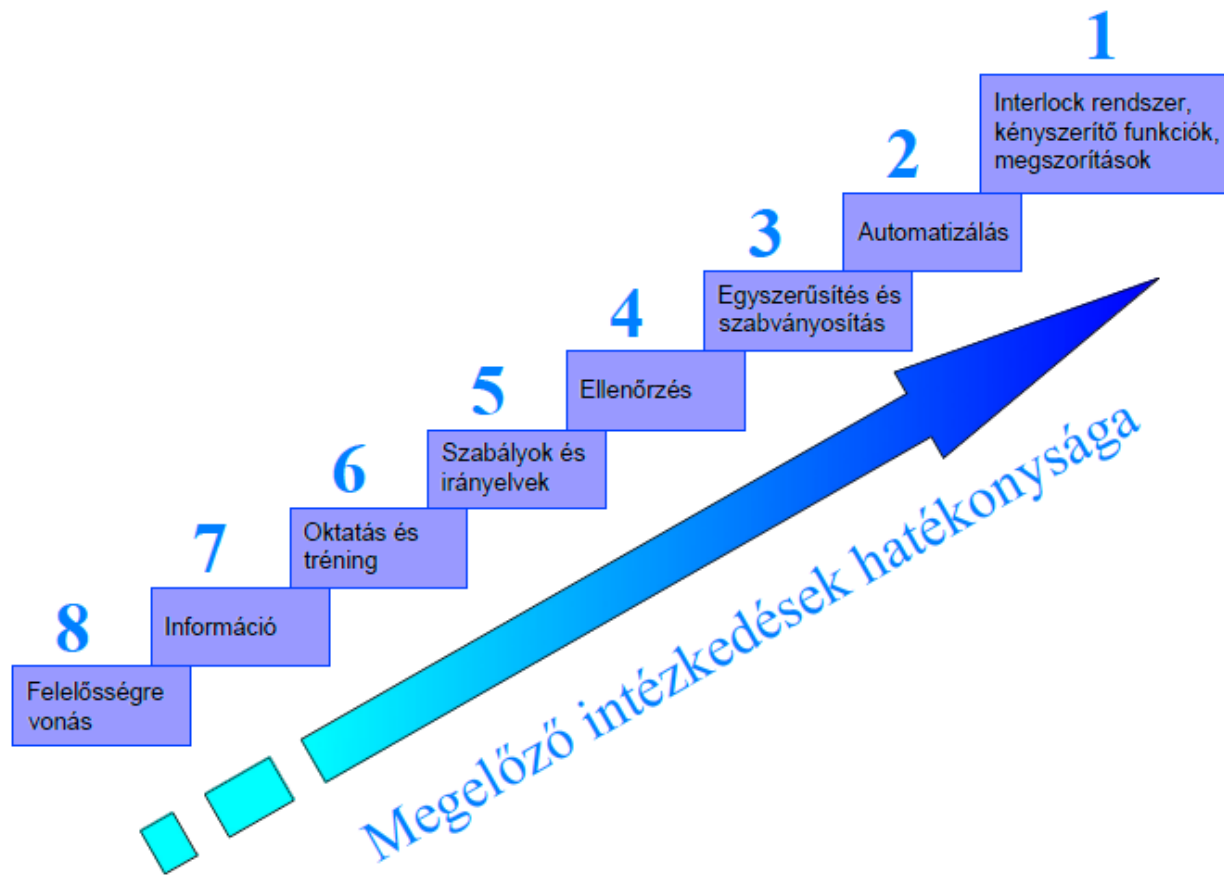 1
Interlock rendszer,
kényszerítő funkciók,
megszorítások
2
Automatizálás
3
Egyszerűsítés és
szabványosítás
4
Ellenőrzés
5
Szabályok és
irányelvek
6
Oktatás és
tréning
7
Információ
8
Felelősségre
vonás
Megelőző intézkedések hatékonysága